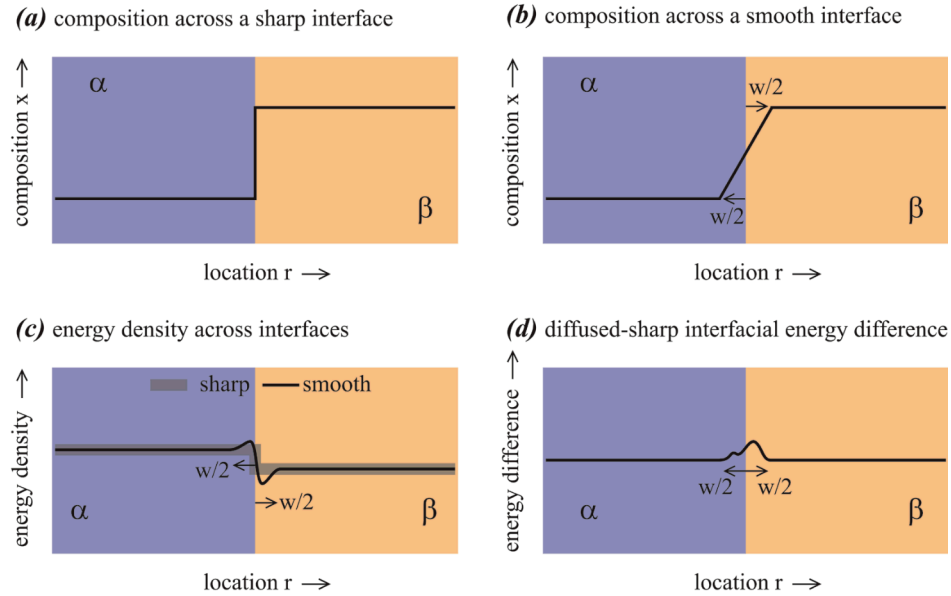 (a) composition across a sharp interface
composition x →
α
β
location r →
(b) composition across a smooth interface
composition x →
α
w/2
w/2
β
location r →
(c) energy density across interfaces
energy density →
sharp smooth
w/2
w/2
α
β
location r →
(d) diffused-sharp interfacial energy difference
energy difference →
w/2 w/2
α
β
location r →